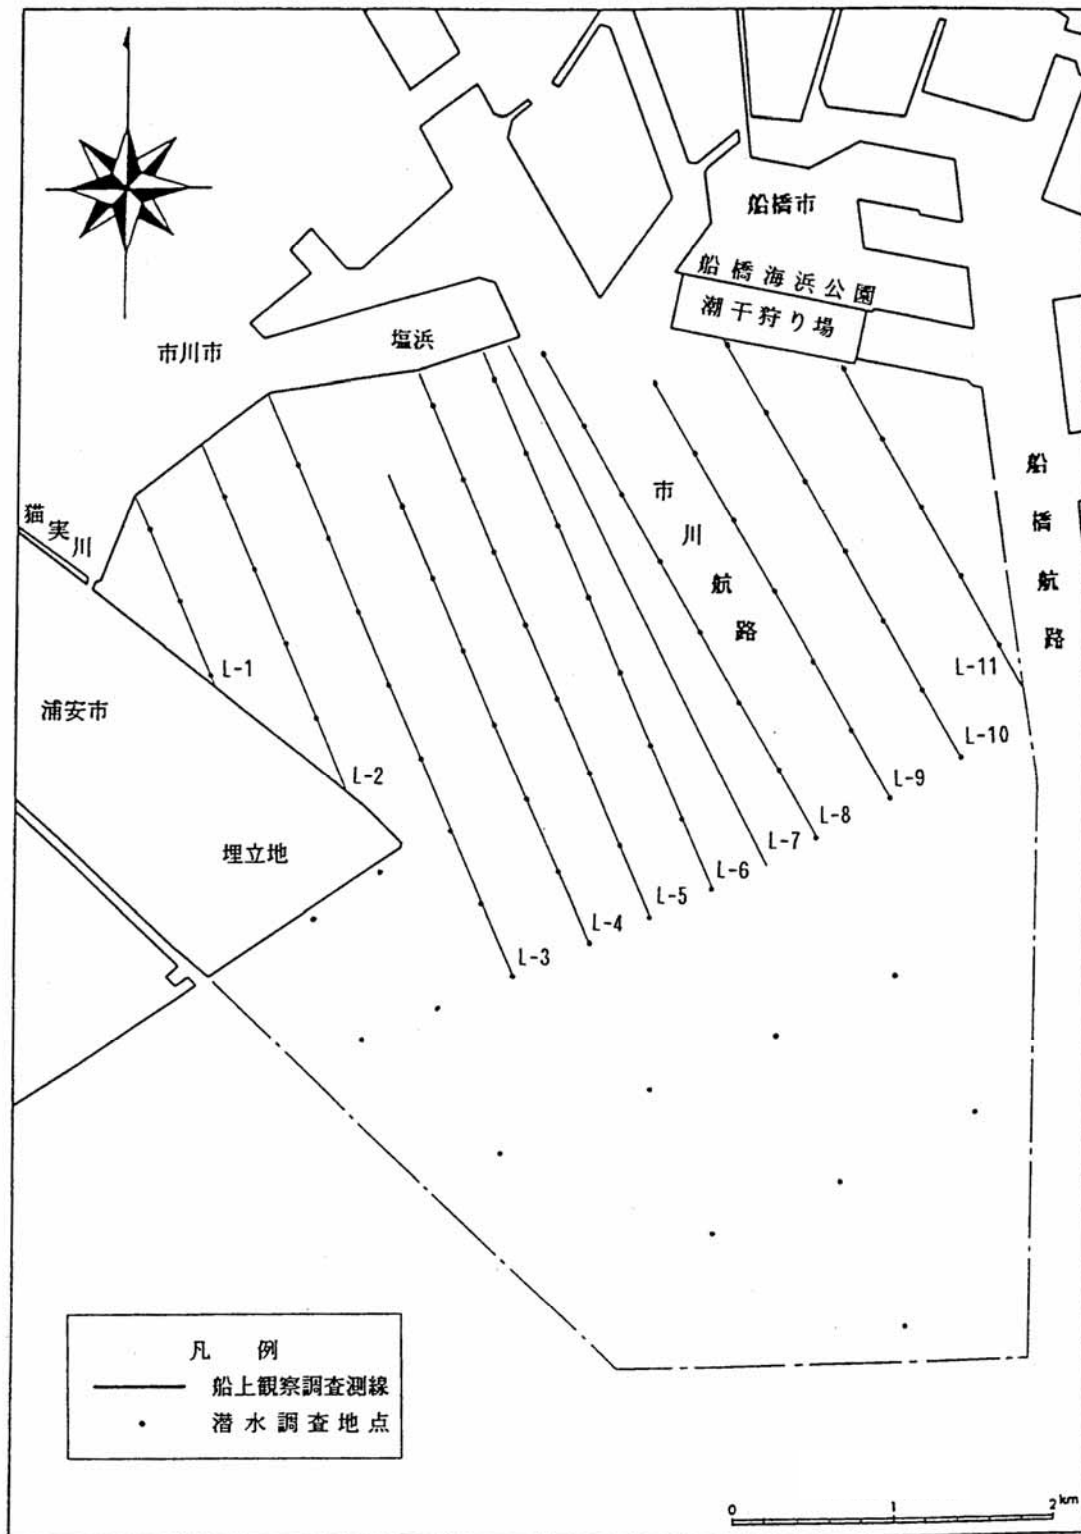 船橋市
船橋海浜公園
潮干狩り場
塩浜
市川市
船橋航路
市川航路
猫実川
L-1
L-11
浦安市
L-10
L-2
L-9
L-8
埋立地
L-7
L-6
L-5
L-4
L-3
凡 例
船上観察調査測線
潜水調査地点
0 1 2 km